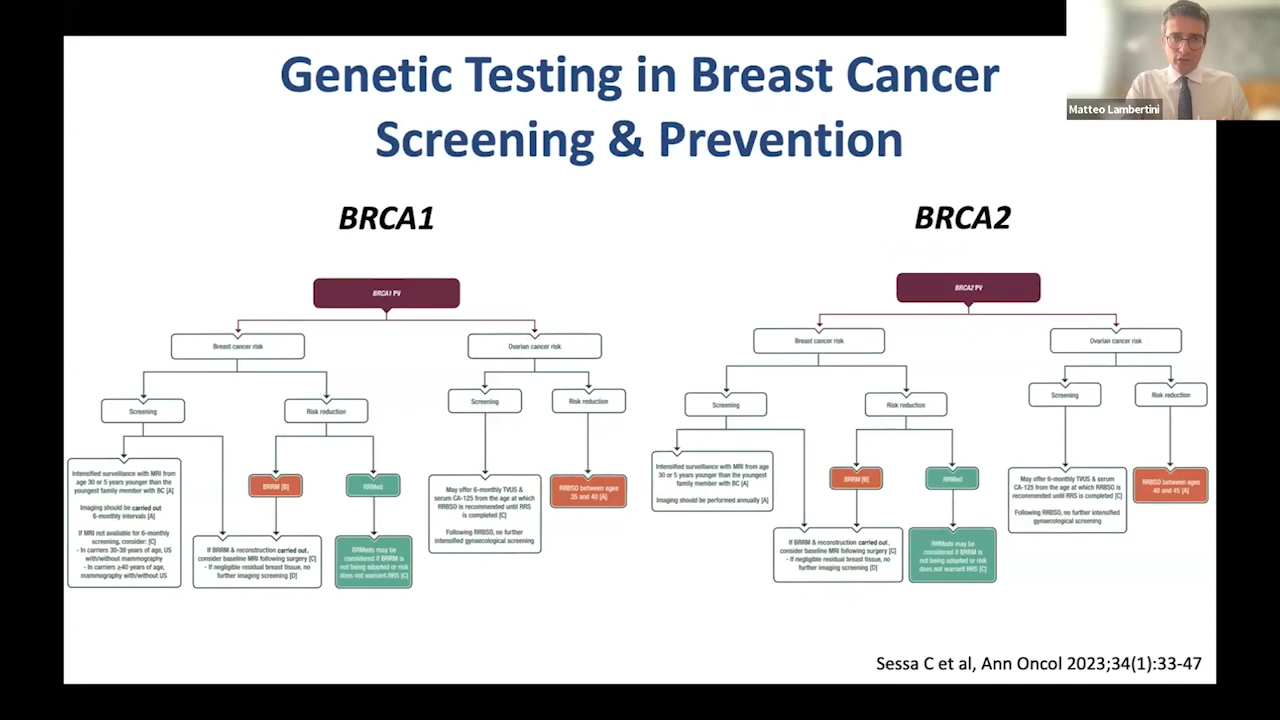 Matteo Lambertini
Genetic Testing in Breast Cancer
Screening & Prevention
BRCA1
BRCA1 PV
Breast cancer risk
Ovarian cancer risk
Screening
Risk reduction
Screening
Risk reduction
Intensified surveillance with MRI from
age 30 or 5 years younger than the
youngest family member with BC [A]
Imaging should be carried out
6-monthly intervals [A]
If MRI not available for 6-monthly
screening, consider: [C]
- In carriers 30-39 years of age, US
with/without mammography
- In carriers ≥40 years of age,
mammography with/without US
BRRM [B]
RRMed
If BRRM & reconstruction carried out,
consider baseline MRI following surgery [C]
- If negligible residual breast tissue, no
further imaging screening [D]
RRMeds may be
considered if BRRM is
not being adopted or risk
does not warrant RRS [C]
May offer 6-monthly TVUS &
serum CA-125 from the age at which
RRBSO is recommended until RRS
is completed [C]
Following RRBSO, no further
intensified gynaecological screening
RRBSO between ages
35 and 40 [A]
BRCA2
BRCA2 PV
Breast cancer risk
Ovarian cancer risk
Screening
Risk reduction
Screening
Risk reduction
Intensified surveillance with MRI from age
30 or 5 years younger than the youngest
family member with BC [A]
Imaging should be performed annually [A]
BRRM [B]
RRMed
If BRRM & reconstruction carried out,
consider baseline MRI following surgery [C]
- If negligible residual breast tissue, no
further imaging screening [D]
RRMeds may be
considered if BRRM is
not being adopted or risk
does not warrant RRS [C]
May offer 6-monthly TVUS & serum
CA-125 from the age at which RRBSO is
recommended until RRS is completed [C]
Following RRBSO, no further intensified
gynaecological screening
RRBSO between ages
40 and 45 [A]
Sessa C et al, Ann Oncol 2023;34(1):33-47